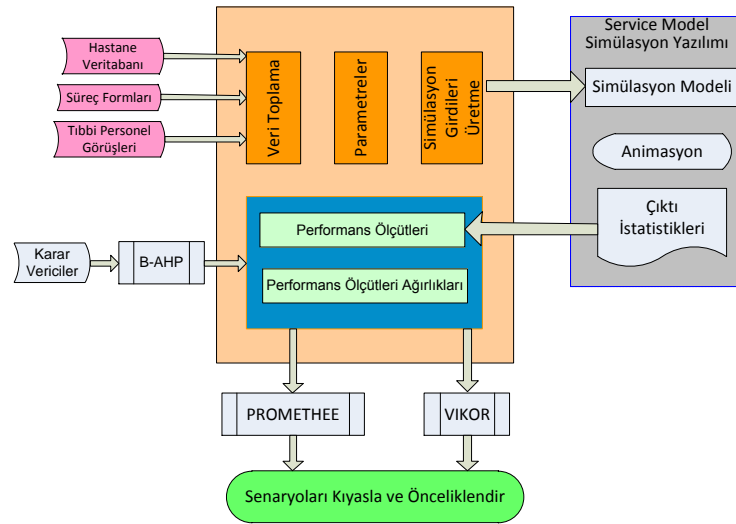 Hastane
Veritabanı
Süreç Formları
Tıbbi Personel
Görüşleri
Veri Toplama
Parametreler
Simülasyon
Girdileri
Üretme
Service Model
Simülasyon Yazılımı
Simülasyon Modeli
Animasyon
Çıktı
İstatistikleri
Performans Ölçütleri
Performans Ölçütleri Ağırlıkları
Karar
Vericiler
B-AHP
PROMETHEE
VIKOR
Senaryoları Kıyasla ve Önceliklendir